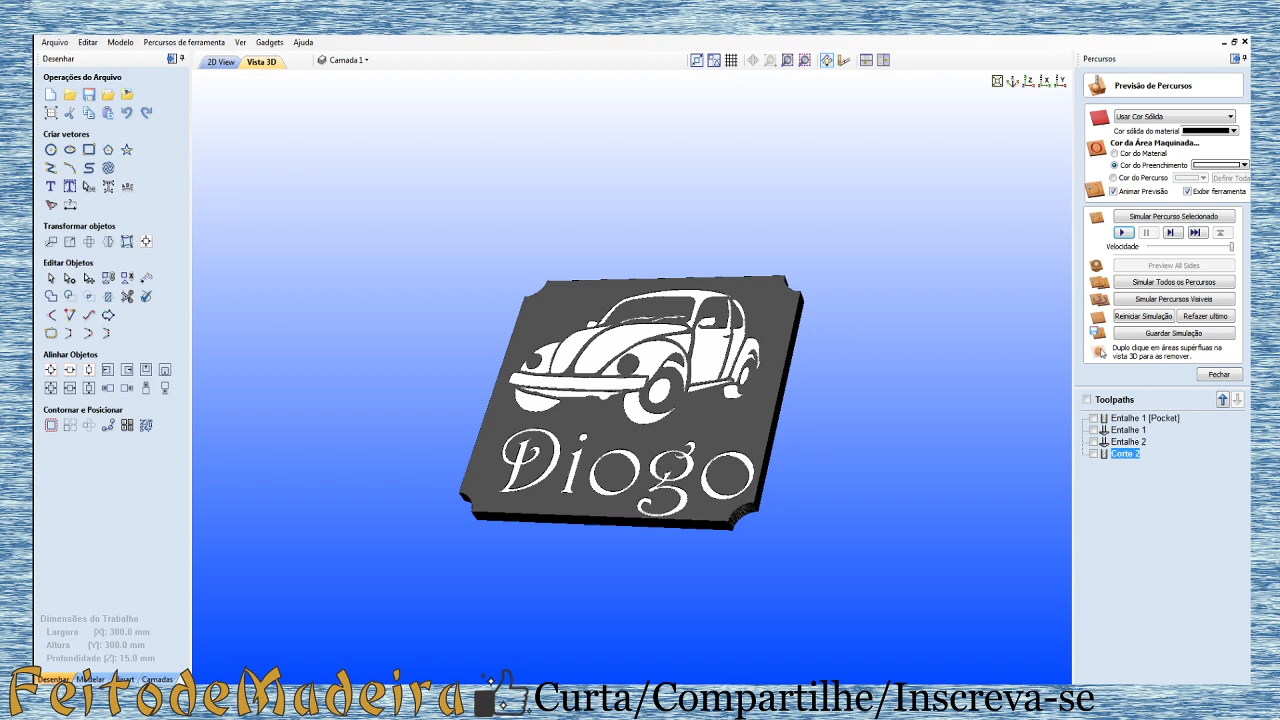 Arquivo Editar Modelo Percursos de ferramenta Ver Gadgets Ajuda
Desenhar
2D View Vista 3D Camada 1
Operações do Arquivo
Criar vetores
Transformar objetos
Editar Objetos
Alinhar Objetos
Contornar e Posicionar
Dimensões do Trabalho
Largura (X): 300.0 mm
Altura (Y): 300.0 mm
Profundidade (Z): 15.0 mm
Desenhar Modelar Camadas
Diogo
Percursos
Previsão de Percursos
Usar Cor Sólida
Cor sólida do material
Cor da Área Maquinada...
Cor do Material
Cor do Preenchimento
Cor do Percurso Definir Toda
Animar Previsão Exibir ferramenta
Simular Percurso Selecionado
Velocidade
Preview All Sides
Simular Todos os Percursos
Simular Percursos Visíveis
Reiniciar Simulação Refazer ultimo
Guardar Simulação
Duplo clique em áreas supérfluas na
vista 3D para as remover.
Fechar
Toolpaths
Entalhe 1 [Pocket]
Entalhe 1
Entalhe 2
Corte 2
FeitodeMadeira Curta/Compartilhe/Inscreva-se